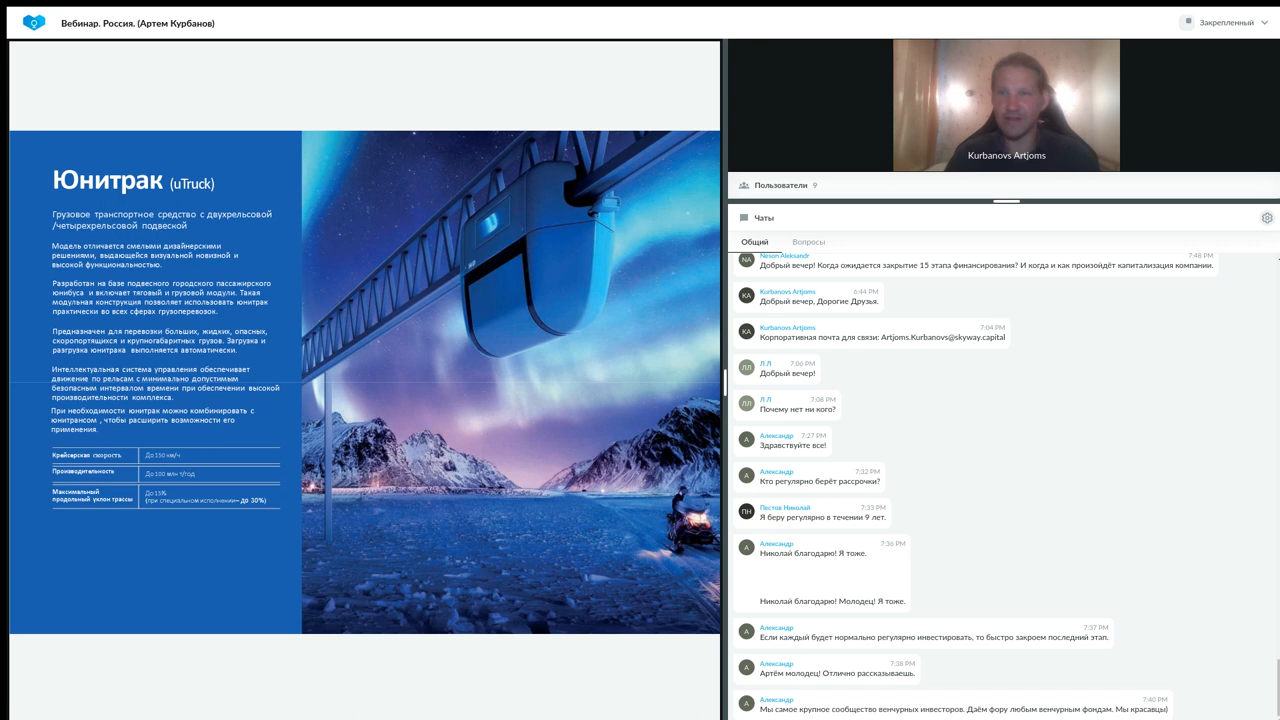 Вебинар. Россия. (Артем Курбанов)
Закрепленный
Юнитрак (uTruck)
Грузовое транспортное средство с двухрельсовой
/четырехрельсовой подвеской
Модель отличается смелыми дизайнерскими
решениями, выдающейся визуальной новизной и
высокой функциональностью.
Разработан на базе подвесного городского пассажирского
юнибуса и включает тяговый и грузовой модули. Такая
модульная конструкция позволяет использовать юнитрак
практически во всех сферах грузоперевозок.
Предназначен для перевозки больших, жидких, опасных,
скоропортящихся и крупногабаритных грузов. Загрузка и
разгрузка юнитрака выполняется автоматически.
Интеллектуальная система управления обеспечивает
движение по рельсам с минимально допустимым
безопасным интервалом времени при обеспечении высокой
производительности комплекса.
При необходимости юнитрак можно комбинировать с
юнитрансом , чтобы расширить возможности его
применения.
Крейсерская скорость До 150 км/ч
Производительность До 100 млн т/год
Максимальный
продольный уклон трассы
До 15%
(при специальном исполнении– до 30%)
Kurbanovs Artjoms
Пользователи 9
Чаты
Общий Вопросы
NA Neson Aleksandr 7:48 PM
Добрый вечер! Когда ожидается закрытие 15 этапа финансирования? И когда и как произойдёт капитализация компании.
KA Kurbanovs Artjoms 6:44 PM
Добрый вечер, Дорогие Друзья.
KA Kurbanovs Artjoms 7:04 PM
Корпоративная почта для связи: Artjoms.Kurbanovs@skyway.capital
ЛЛ Л Л 7:06 PM
Добрый вечер!
ЛЛ Л Л 7:08 PM
Почему нет ни кого?
А Александр 7:27 PM
Здравствуйте все!
А Александр 7:32 PM
Кто регулярно берёт рассрочки?
ПН Пестов Николай 7:33 PM
Я беру регулярно в течении 9 лет.
А Александр 7:36 PM
Николай благодарю! Я тоже.
Николай благодарю! Молодец! Я тоже.
А Александр 7:37 PM
Если каждый будет нормально регулярно инвестировать, то быстро закроем последний этап.
А Александр 7:38 PM
Артём молодец! Отлично рассказываешь.
А Александр 7:40 PM
Мы самое крупное сообщество венчурных инвесторов. Даём фору любым венчурным фондам. Мы красавцы)